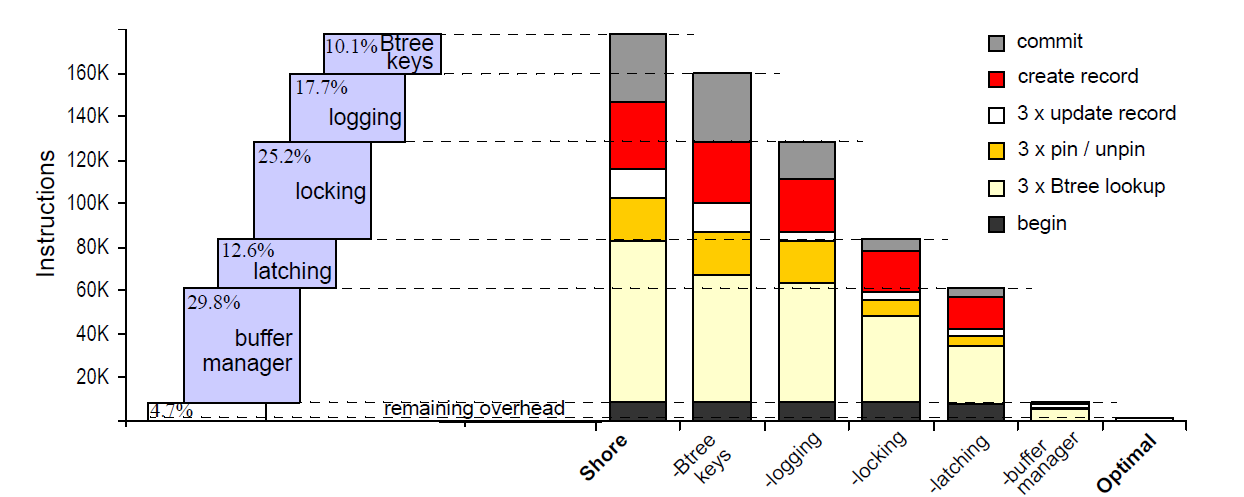 10.1% Btree
keys
17.7%
logging
25.2%
locking
12.6%
latching
29.8%
buffer
manager
4.7%
remaining overhead
Instructions
160K
140K
120K
100K
80K
60K
40K
20K
commit
create record
3 x update record
3 x pin / unpin
3 x Btree lookup
begin
Shore
-Btree
keys
-logging
-locking
-latching
-buffer
manager
Optimal